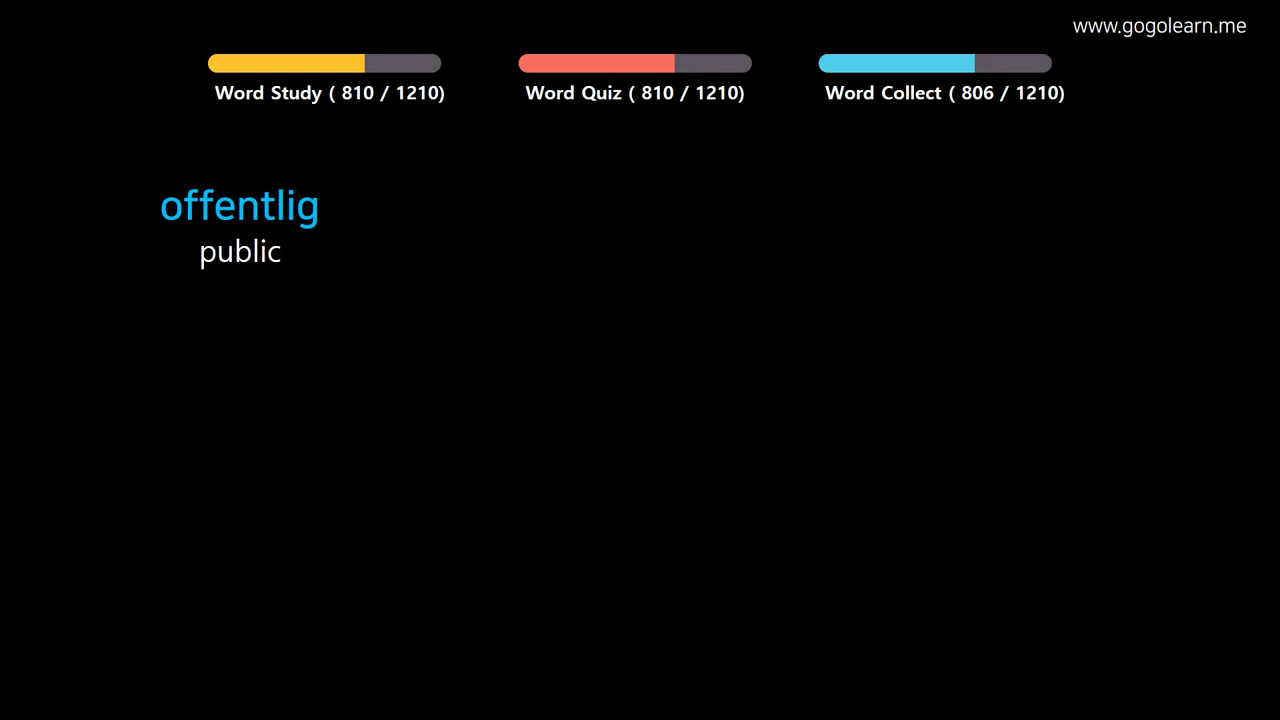 www.gogolearn.me
Word Study ( 810 / 1210)
Word Quiz ( 810 / 1210)
Word Collect ( 806 / 1210)
offentlig
public